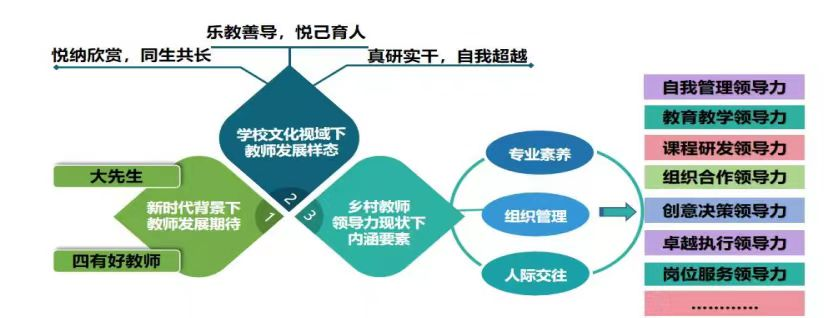 乐教善导，悦己育人
悦纳欣赏，同生共长
真研实干，自我超越
学校文化视域下
教师发展样态
大先生
新时代背景下
教师发展期待
四有好教师
1
2
3
乡村教师
领导力现状下
内涵要素
专业素养
组织管理
人际交往
自我管理领导力
教育教学领导力
课程研发领导力
组织合作领导力
创意决策领导力
卓越执行领导力
岗位服务领导力
…………